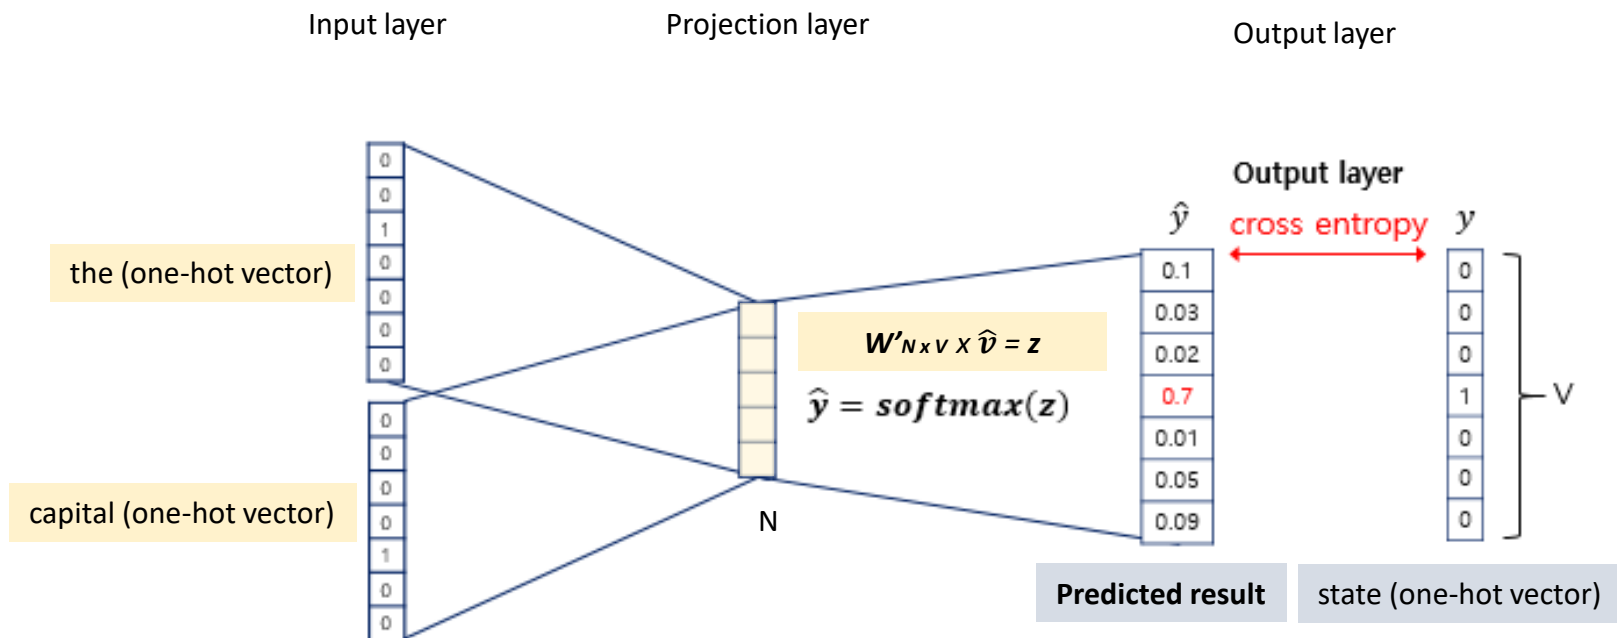 Input layer
Projection layer
Output layer
the (one-hot vector)
0
0
1
0
0
0
0
capital (one-hot vector)
0
0
0
0
1
0
0
N
W'N x V x v̂ = z
ŷ = softmax(z)
Output layer
ŷ
cross entropy
y
0.1
0.03
0.02
0.7
0.01
0.05
0.09
0
0
0
1
0
0
0
V
Predicted result
state (one-hot vector)